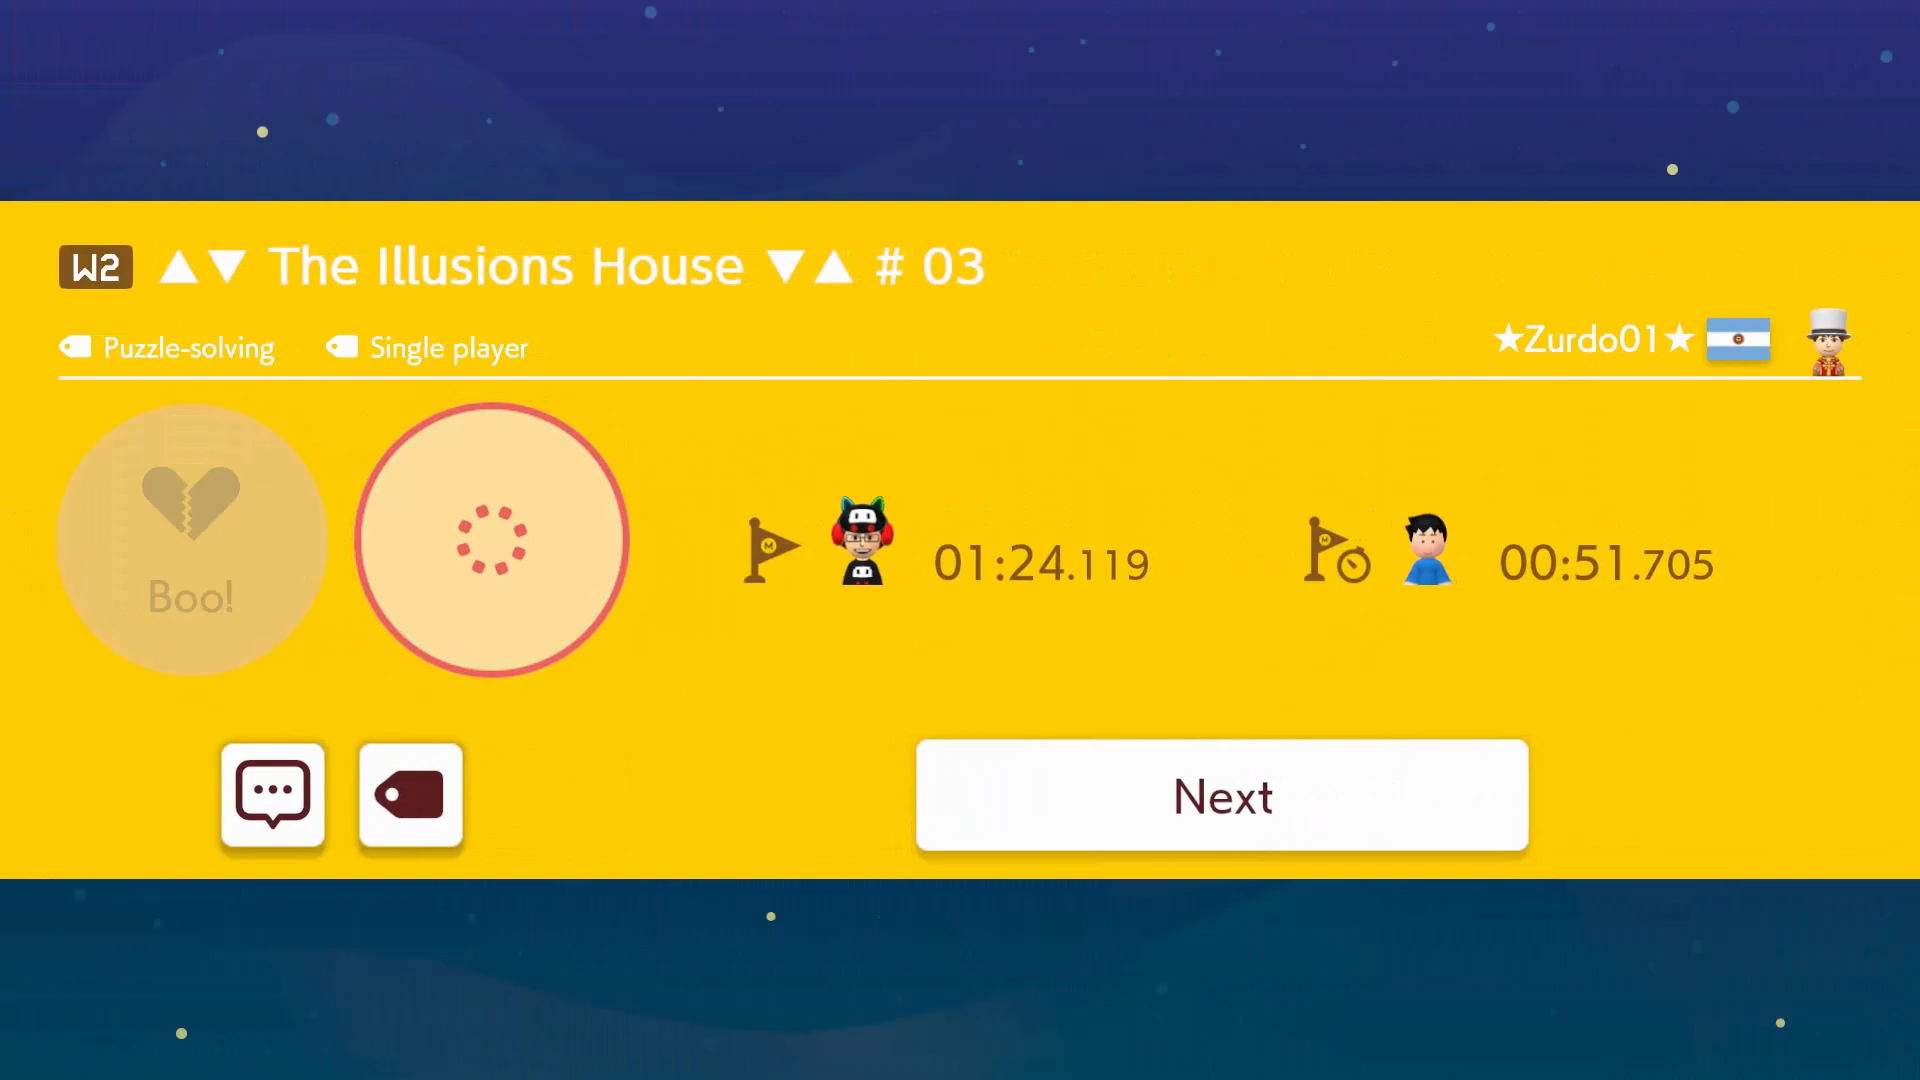 W2 ▲▼ The Illusions House ▼▲ # 03
Puzzle-solving Single player
★Zurdo01★
Boo!
M 01:24.119 M 00:51.705
Next